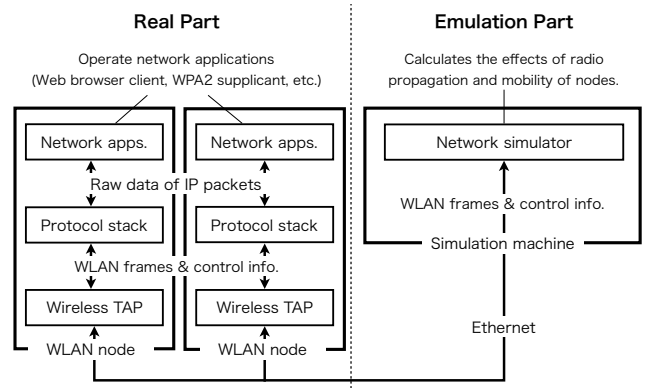 Real Part
Emulation Part
Operate network applications
(Web browser client, WPA2 supplicant, etc.)
Calculates the effects of radio
propagation and mobility of nodes.
Network apps.
Network apps.
Network simulator
Raw data of IP packets
WLAN frames & control info.
Protocol stack
Protocol stack
Simulation machine
WLAN frames & control info.
Wireless TAP
Wireless TAP
Ethernet
WLAN node
WLAN node